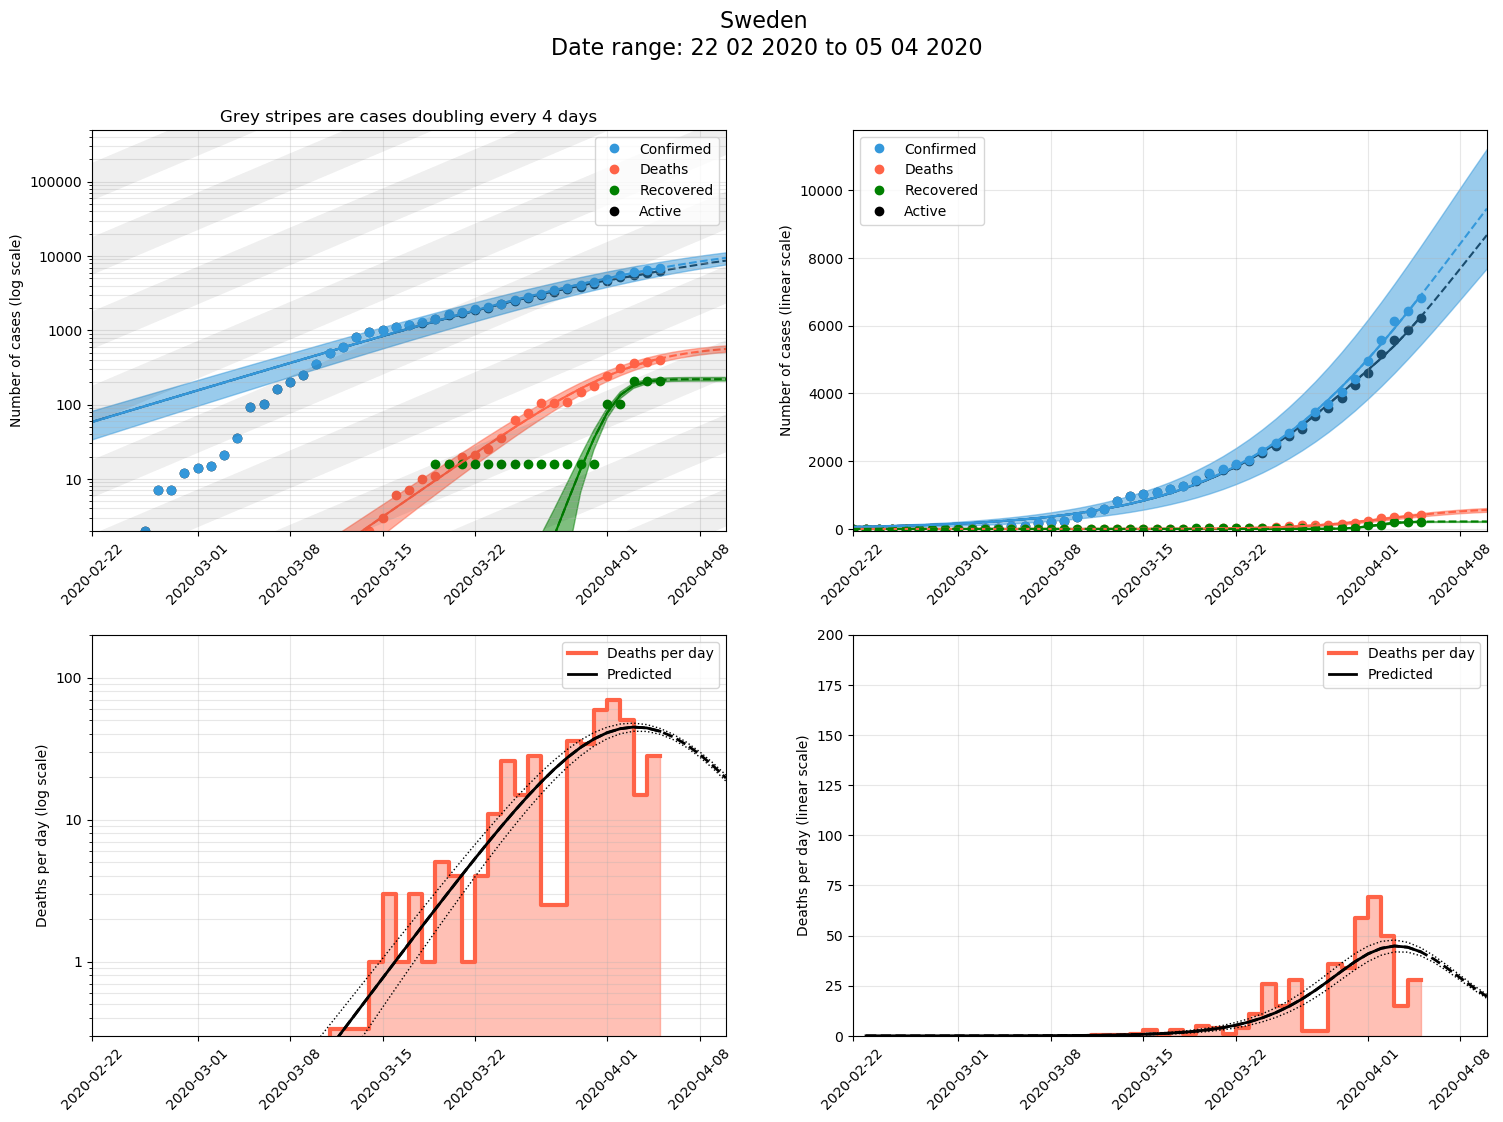 Sweden
Date range: 22 02 2020 to 05 04 2020
Grey stripes are cases doubling every 4 days
Number of cases (log scale)
100000
10000
1000
100
10
Confirmed
Deaths
Recovered
Active
2020-02-22
2020-03-01
2020-03-08
2020-03-15
2020-03-22
2020-04-01
2020-04-08
Number of cases (linear scale)
10000
8000
6000
4000
2000
0
Confirmed
Deaths
Recovered
Active
2020-02-22
2020-03-01
2020-03-08
2020-03-15
2020-03-22
2020-04-01
2020-04-08
Deaths per day (log scale)
100
10
1
Deaths per day
Predicted
2020-02-22
2020-03-01
2020-03-08
2020-03-15
2020-03-22
2020-04-01
2020-04-08
Deaths per day (linear scale)
200
175
150
125
100
75
50
25
0
Deaths per day
Predicted
2020-02-22
2020-03-01
2020-03-08
2020-03-15
2020-03-22
2020-04-01
2020-04-08